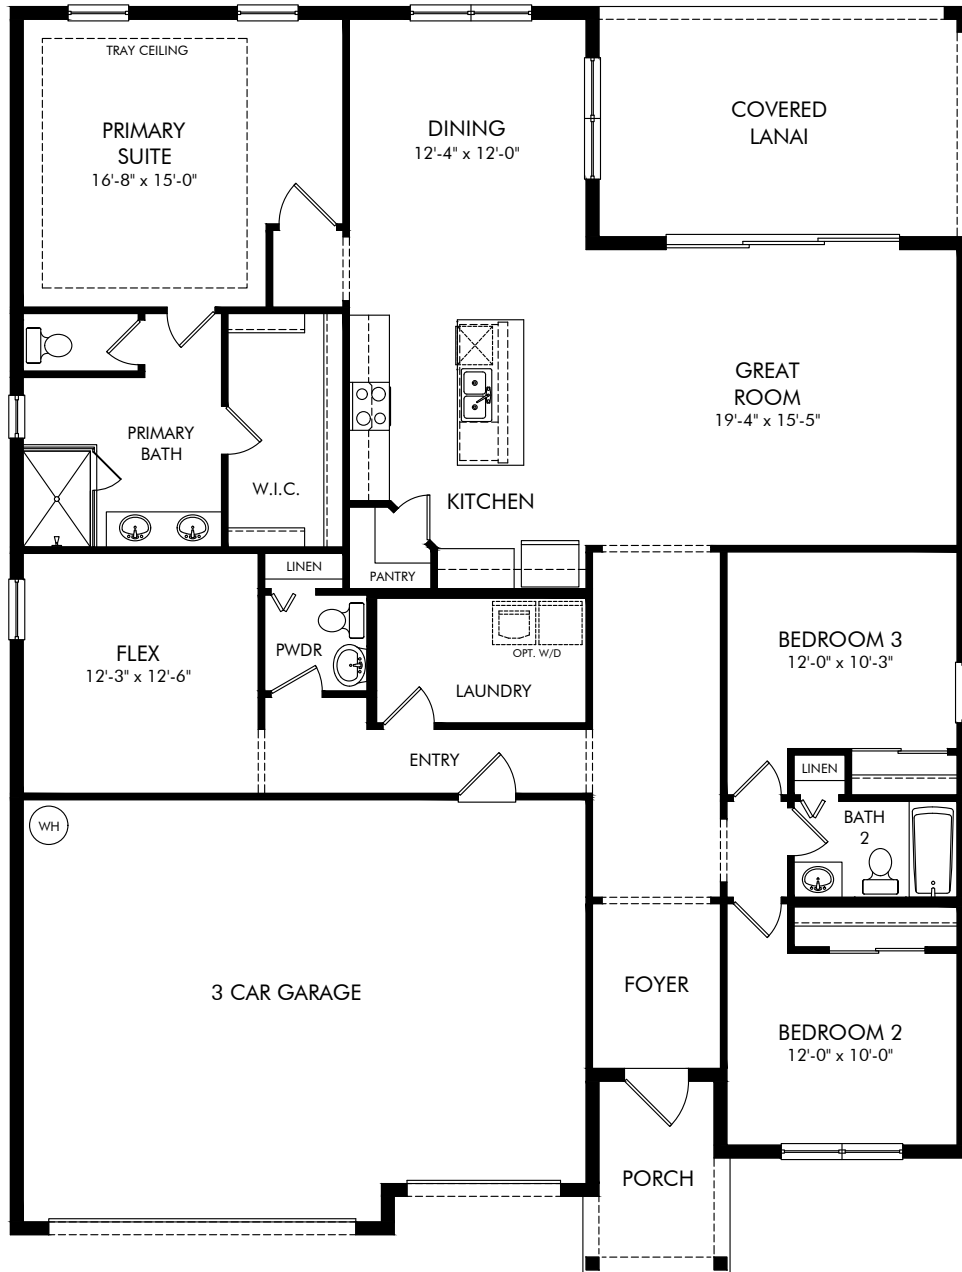 TRAY CEILING
PRIMARY
SUITE
16'-8" x 15'-0"
DINING
12'-4" x 12'-0"
COVERED
LANAI
GREAT
ROOM
19'-4" x 15'-5"
PRIMARY
BATH
W.I.C.
KITCHEN
LINEN
PANTRY
FLEX
12'-3" x 12'-6"
PWDR
OPT. W/D
LAUNDRY
BEDROOM 3
12'-0" x 10'-3"
ENTRY
LINEN
WH
BATH
2
3 CAR GARAGE
FOYER
BEDROOM 2
12'-0" x 10'-0"
PORCH